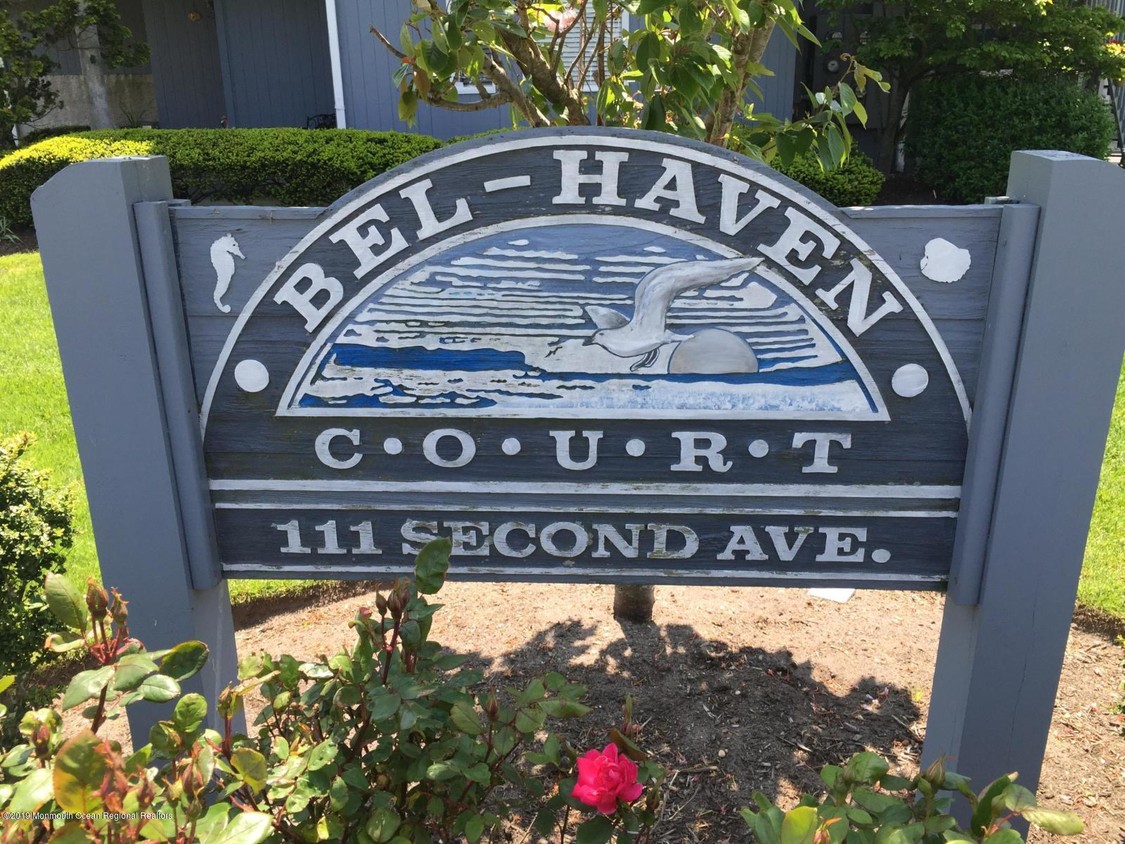 BEL-HAVEN
C·O·U·R·T
111 SECOND AVE.
©2019 Monmouth Ocean Regional Realtors